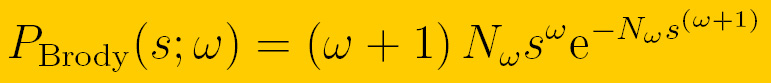 P_Brody(s; ω) = (ω + 1) N_ω s^ω e^{−N_ω s^{(ω+1)}}